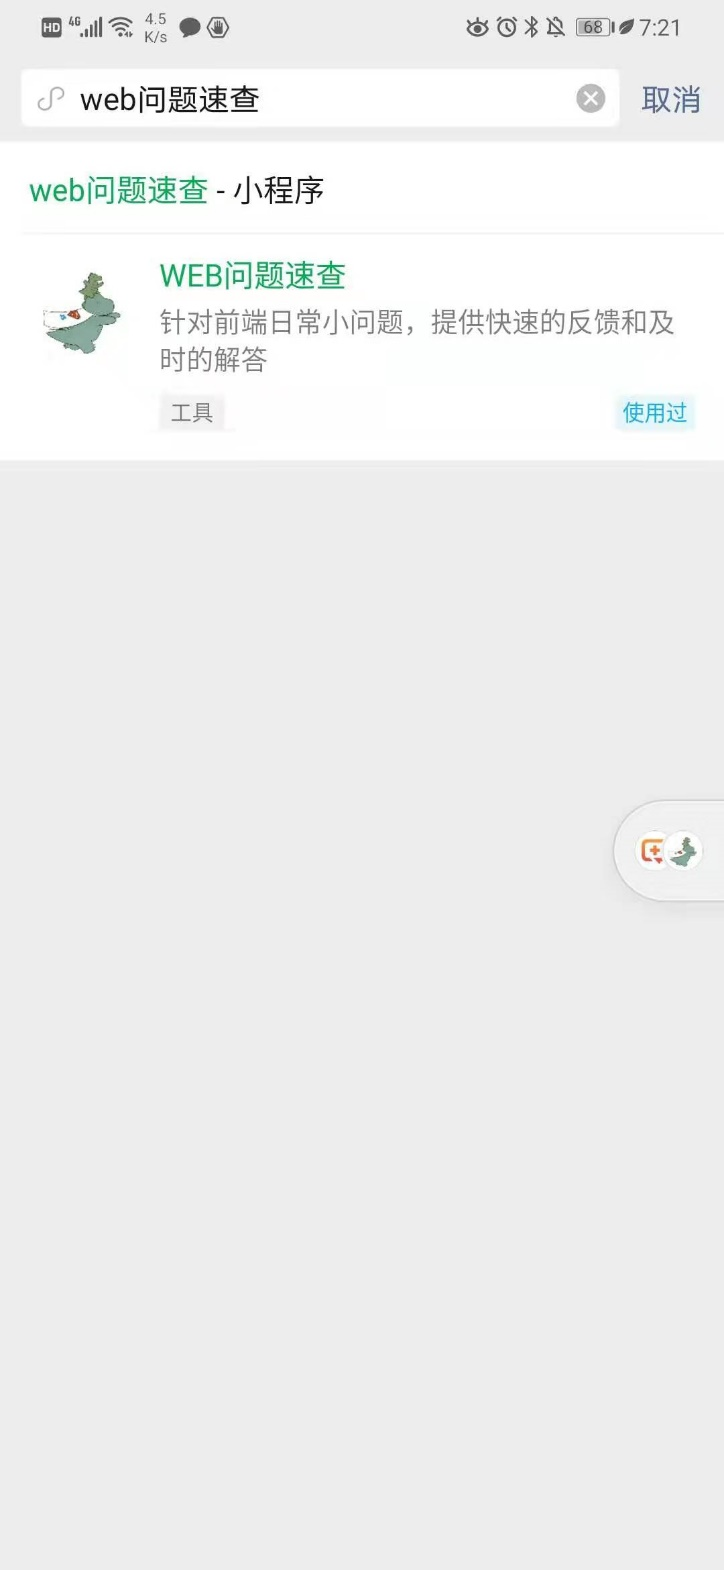 HD 4G 4.5 K/s 68 7:21
web问题速查 取消
web问题速查 - 小程序
WEB问题速查
针对前端日常小问题，提供快速的反馈和及
时的解答
工具 使用过